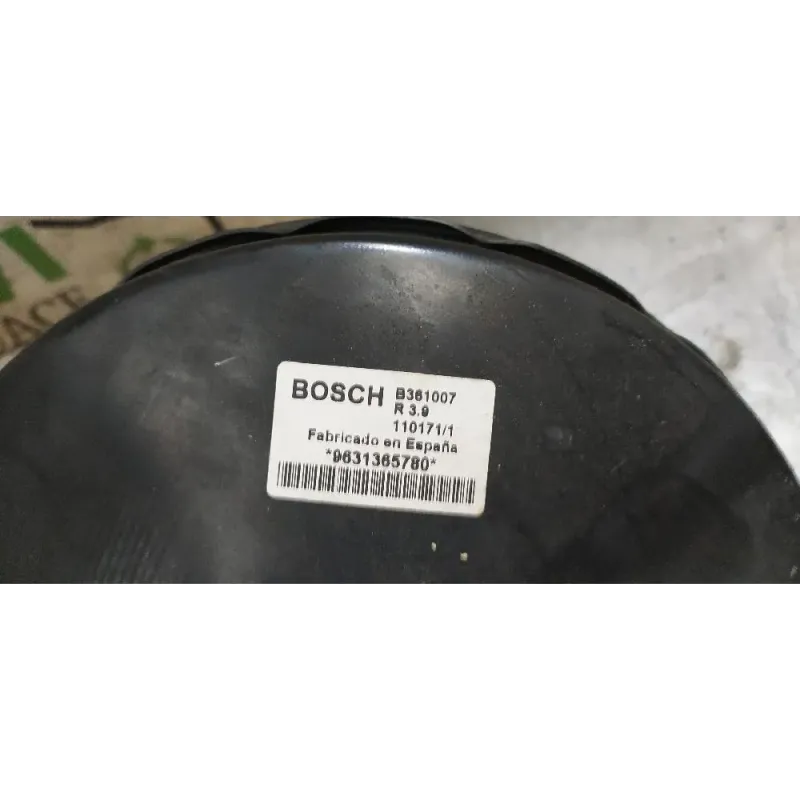 BOSCH B361007
R 3.9
110171/1
Fabricado en España
*9631365780*